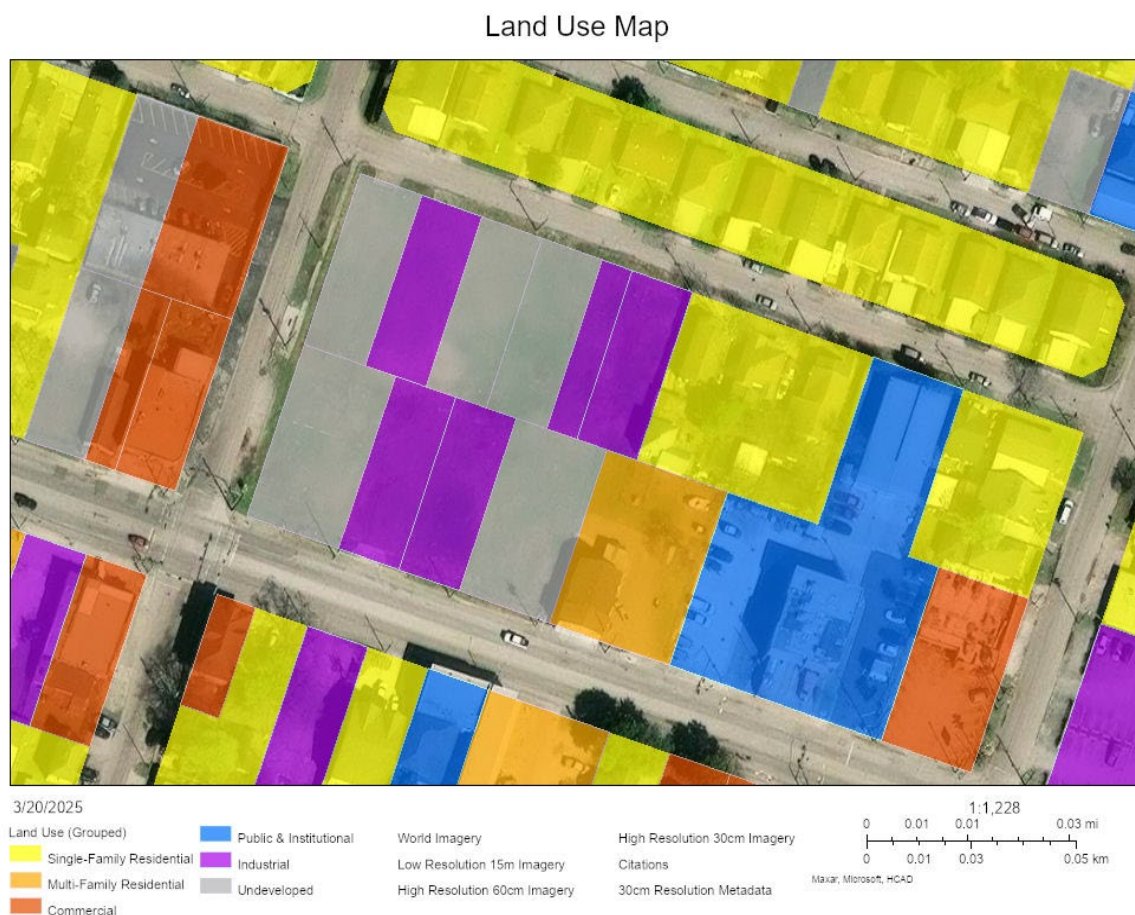 Land Use Map
3/20/2025
1:1,228
Land Use (Grouped)
Single-Family Residential
Multi-Family Residential
Commercial
Public & Institutional
Industrial
Undeveloped
World Imagery
Low Resolution 15m Imagery
High Resolution 60cm Imagery
High Resolution 30cm Imagery
Citations
30cm Resolution Metadata
0 0.01 0.01 0.03 mi
0 0.01 0.03 0.05 km
Maxar, Microsoft, HCAD